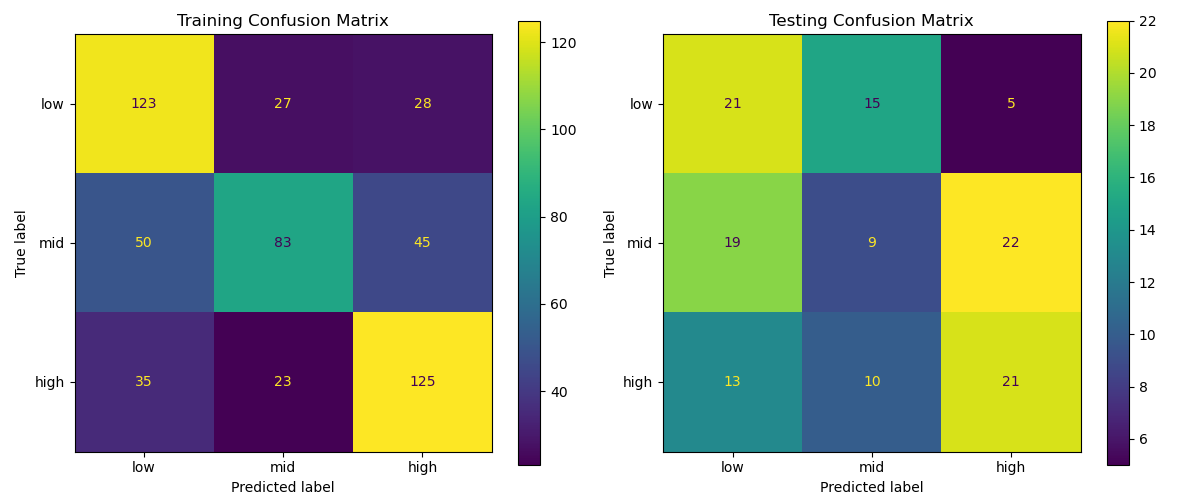 Training Confusion Matrix
True label
low
mid
high
123 27 28
50 83 45
35 23 125
low mid high
Predicted label
120
100
80
60
40
Testing Confusion Matrix
True label
low
mid
high
21 15 5
19 9 22
13 10 21
low mid high
Predicted label
22
20
18
16
14
12
10
8
6